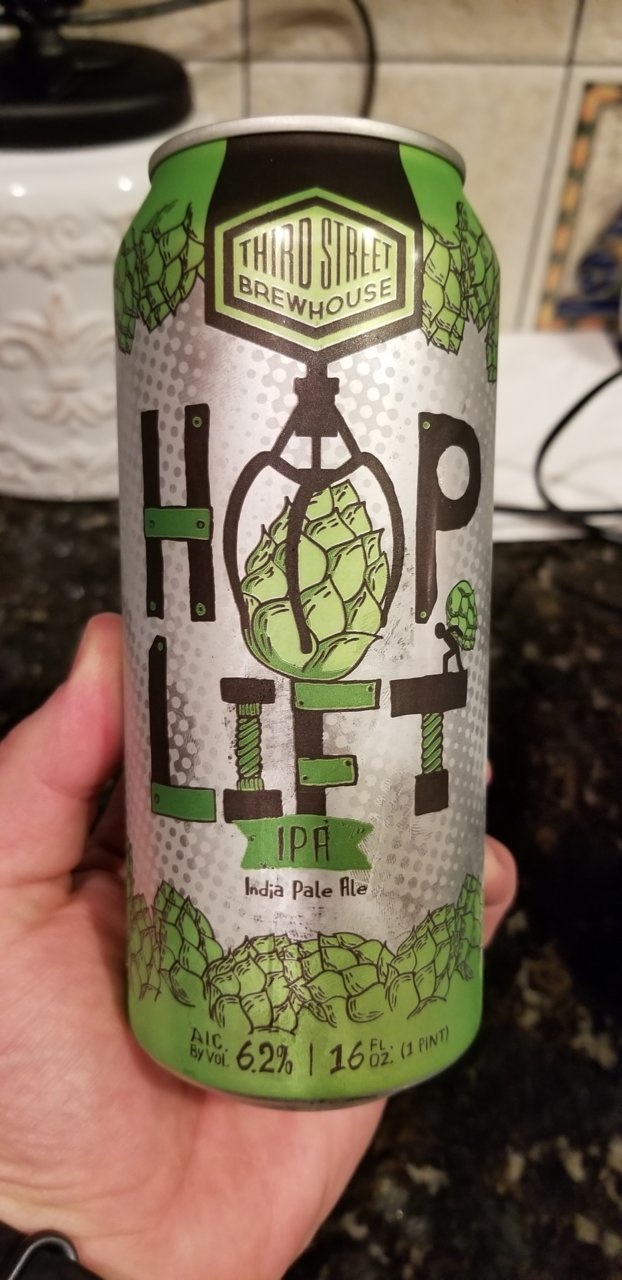 THIRD STREET
BREWHOUSE
HOP
LIFT
IPA
India Pale Ale
ALC. BY VOL. 6.2% | 16 FL. OZ. (1 PINT)